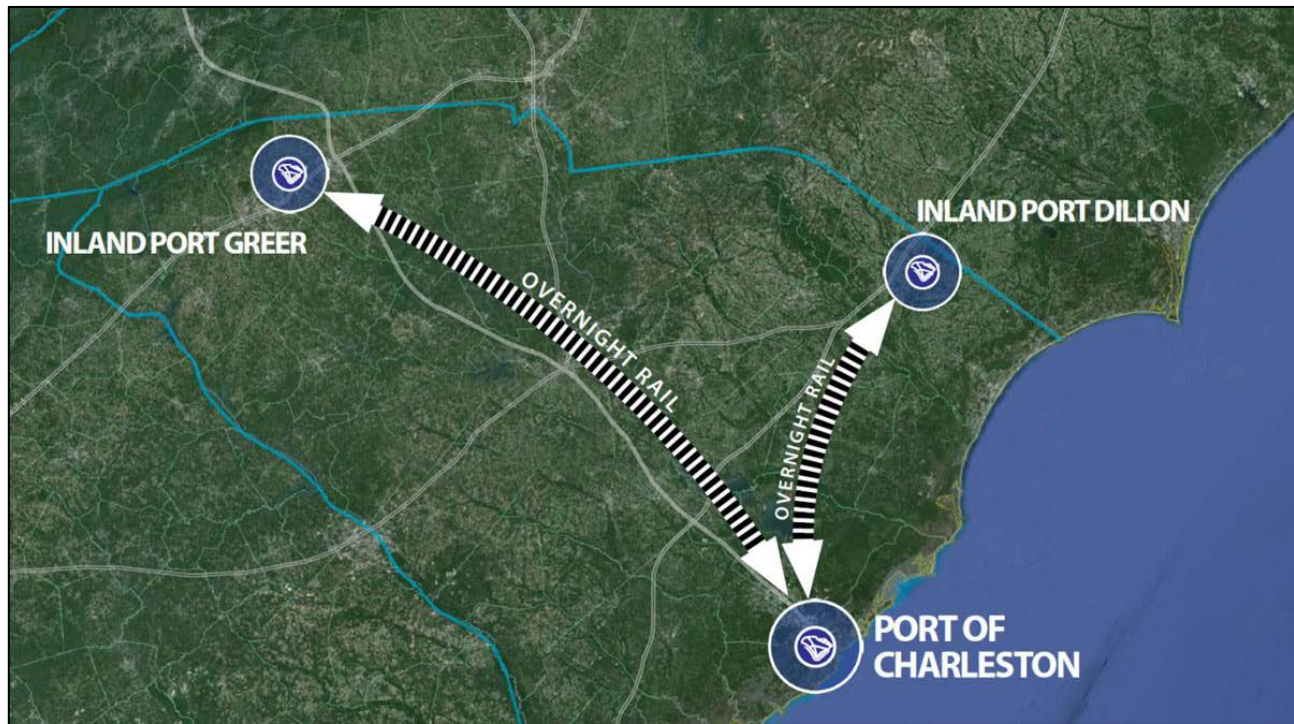 INLAND PORT GREER
INLAND PORT DILLON
OVERNIGHT RAIL
OVERNIGHT RAIL
PORT OF
CHARLESTON